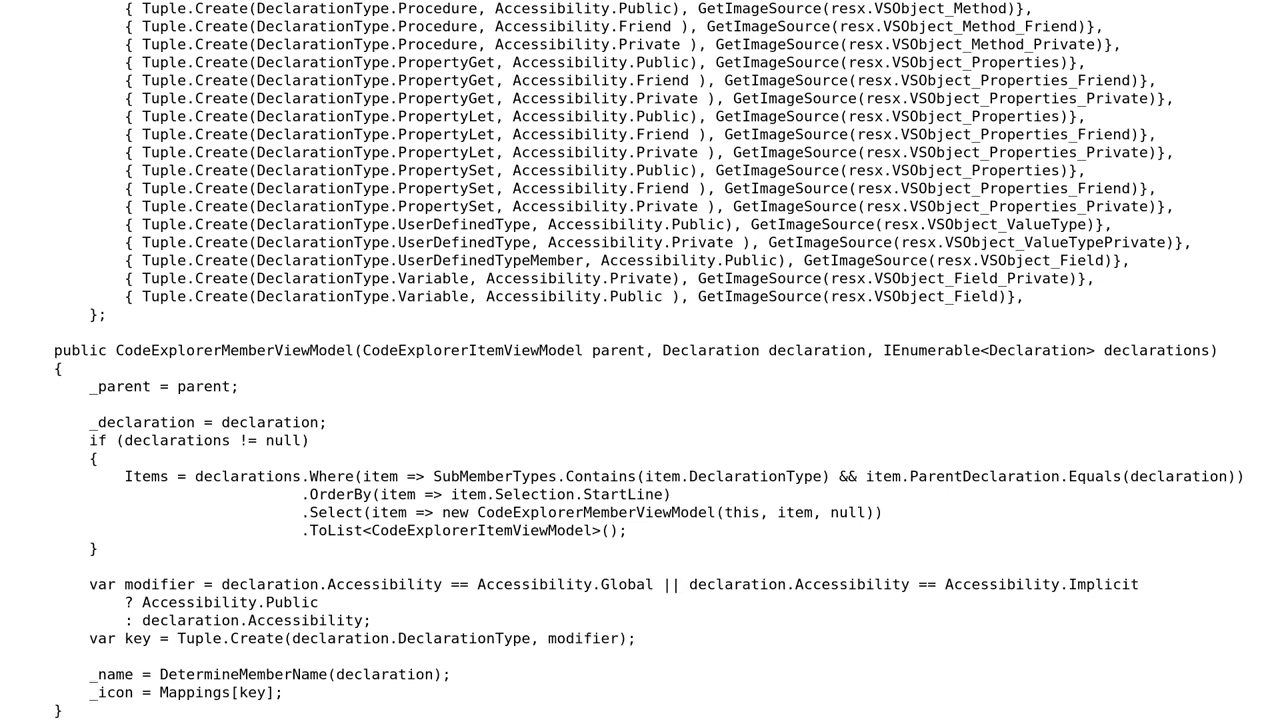 { Tuple.Create(DeclarationType.Procedure, Accessibility.Public), GetImageSource(resx.VSObject_Method)},
{ Tuple.Create(DeclarationType.Procedure, Accessibility.Friend ), GetImageSource(resx.VSObject_Method_Friend)},
{ Tuple.Create(DeclarationType.Procedure, Accessibility.Private ), GetImageSource(resx.VSObject_Method_Private)},
{ Tuple.Create(DeclarationType.PropertyGet, Accessibility.Public), GetImageSource(resx.VSObject_Properties)},
{ Tuple.Create(DeclarationType.PropertyGet, Accessibility.Friend ), GetImageSource(resx.VSObject_Properties_Friend)},
{ Tuple.Create(DeclarationType.PropertyGet, Accessibility.Private ), GetImageSource(resx.VSObject_Properties_Private)},
{ Tuple.Create(DeclarationType.PropertyLet, Accessibility.Public), GetImageSource(resx.VSObject_Properties)},
{ Tuple.Create(DeclarationType.PropertyLet, Accessibility.Friend ), GetImageSource(resx.VSObject_Properties_Friend)},
{ Tuple.Create(DeclarationType.PropertyLet, Accessibility.Private ), GetImageSource(resx.VSObject_Properties_Private)},
{ Tuple.Create(DeclarationType.PropertySet, Accessibility.Public), GetImageSource(resx.VSObject_Properties)},
{ Tuple.Create(DeclarationType.PropertySet, Accessibility.Friend ), GetImageSource(resx.VSObject_Properties_Friend)},
{ Tuple.Create(DeclarationType.PropertySet, Accessibility.Private ), GetImageSource(resx.VSObject_Properties_Private)},
{ Tuple.Create(DeclarationType.UserDefinedType, Accessibility.Public), GetImageSource(resx.VSObject_ValueType)},
{ Tuple.Create(DeclarationType.UserDefinedType, Accessibility.Private ), GetImageSource(resx.VSObject_ValueTypePrivate)},
{ Tuple.Create(DeclarationType.UserDefinedTypeMember, Accessibility.Public), GetImageSource(resx.VSObject_Field)},
{ Tuple.Create(DeclarationType.Variable, Accessibility.Private), GetImageSource(resx.VSObject_Field_Private)},
{ Tuple.Create(DeclarationType.Variable, Accessibility.Public ), GetImageSource(resx.VSObject_Field)},
};
public CodeExplorerMemberViewModel(CodeExplorerItemViewModel parent, Declaration declaration, IEnumerable<Declaration> declarations)
{
_parent = parent;
_declaration = declaration;
if (declarations != null)
{
Items = declarations.Where(item => SubMemberTypes.Contains(item.DeclarationType) && item.ParentDeclaration.Equals(declaration))
.OrderBy(item => item.Selection.StartLine)
.Select(item => new CodeExplorerMemberViewModel(this, item, null))
.ToList<CodeExplorerItemViewModel>();
}
var modifier = declaration.Accessibility == Accessibility.Global || declaration.Accessibility == Accessibility.Implicit
? Accessibility.Public
: declaration.Accessibility;
var key = Tuple.Create(declaration.DeclarationType, modifier);
_name = DetermineMemberName(declaration);
_icon = Mappings[key];
}